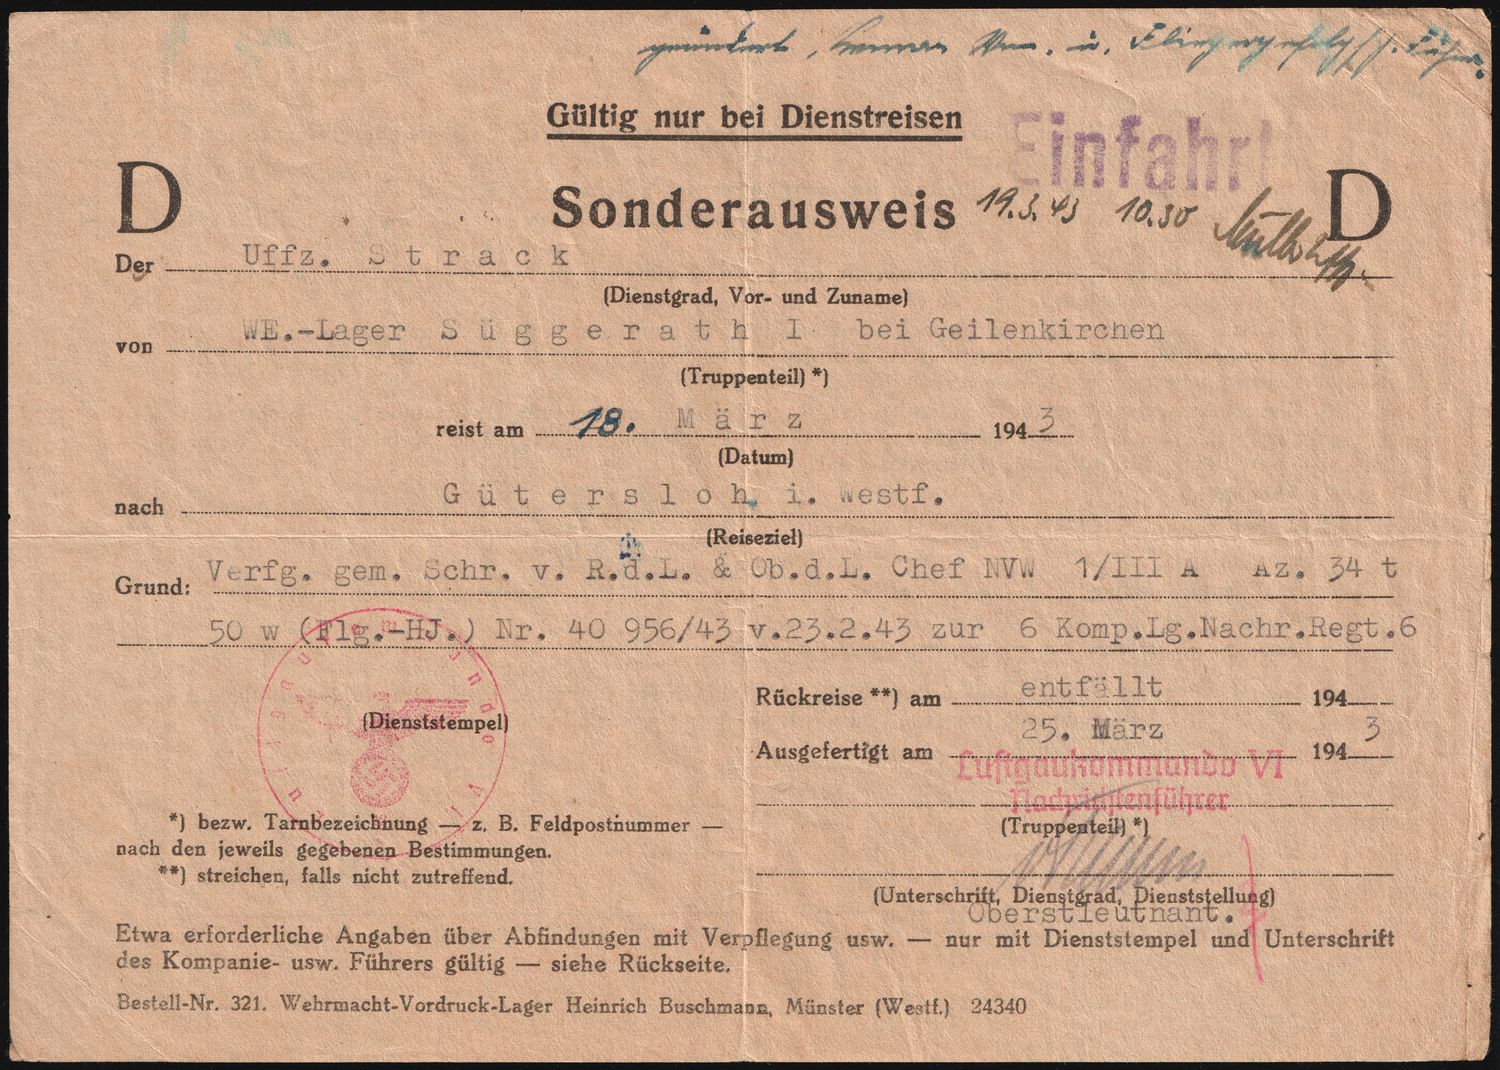 Gültig nur bei Dienstreisen
Einfahrt
D Sonderausweis D
19.3.43 10.30
Der Uffz. Strack
(Dienstgrad, Vor- und Zuname)
von WE.-Lager Süggerath I bei Geilenkirchen
(Truppenteil) *)
reist am 18. März 1943
(Datum)
nach Gütersloh i. Westf.
(Reiseziel)
Grund: Verfg. gem. Schr. v. R.d.L. & Ob.d.L. Chef NVW 1/III A Az. 34 t
50 w (Flg.-HJ.) Nr. 40 956/43 v.23.2.43 zur 6 Komp.Lg.Nachr.Regt.6
(Dienststempel)
Rückreise **) am entfällt 194
Ausgefertigt am 25. März 1943
Luftgaukommando VI
Nachrichtenführer
(Truppenteil) *)
*) bezw. Tarnbezeichnung — z. B. Feldpostnummer —
nach den jeweils gegebenen Bestimmungen.
**) streichen, falls nicht zutreffend.
(Unterschrift, Dienstgrad, Dienststellung)
Oberstleutnant.
Etwa erforderliche Angaben über Abfindungen mit Verpflegung usw. — nur mit Dienststempel und Unterschrift
des Kompanie- usw. Führers gültig — siehe Rückseite.
Bestell-Nr. 321. Wehrmacht-Vordruck-Lager Heinrich Buschmann, Münster (Westf.) 24340